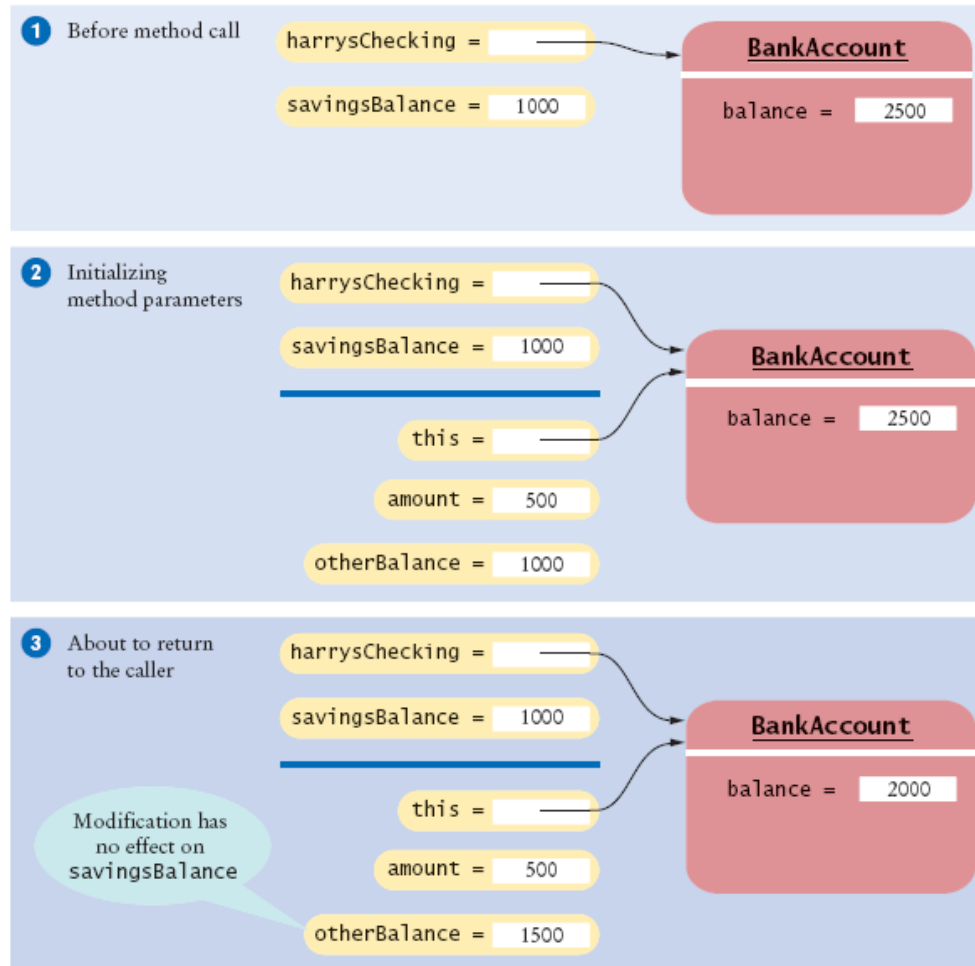 1 Before method call
harrysChecking =
BankAccount
savingsBalance = 1000
balance = 2500
2 Initializing
method parameters
harrysChecking =
savingsBalance = 1000
BankAccount
balance = 2500
this =
amount = 500
otherBalance = 1000
3 About to return
to the caller
harrysChecking =
savingsBalance = 1000
BankAccount
balance = 2000
this =
Modification has
no effect on
savingsBalance
amount = 500
otherBalance = 1500